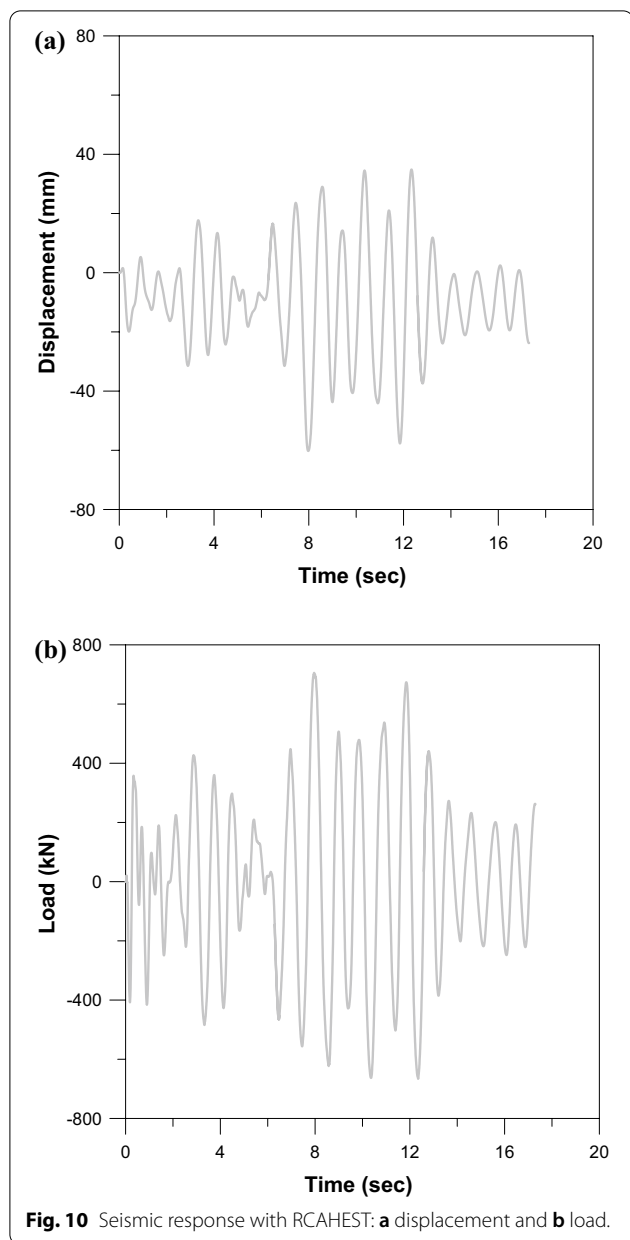 (a)
80
40
0
-40
-80
Displacement (mm)
0 4 8 12 16 20
Time (sec)
(b)
800
400
0
-400
-800
Load (kN)
0 4 8 12 16 20
Time (sec)
Fig. 10 Seismic response with RCAHEST: a displacement and b load.